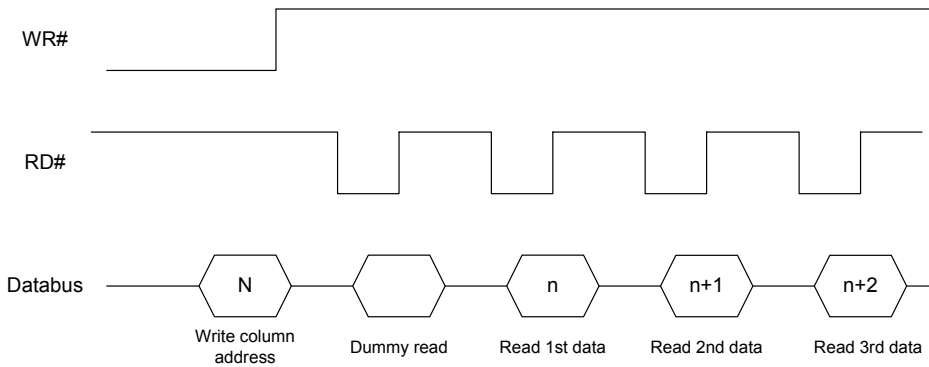 WR#
RD#
Databus
N
n
n+1
n+2
Write column
address
Dummy read
Read 1st data
Read 2nd data
Read 3rd data